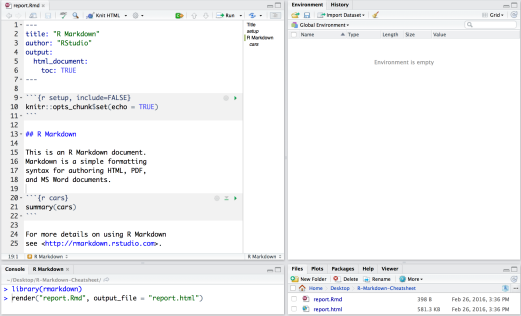 report.Rmd
Knit HTML
Run
1 ---
2 title: "R Markdown"
3 author: "RStudio"
4 output:
5 html_document:
6 toc: TRUE
7 ---
8
9 ```{r setup, include=FALSE}
10 knitr::opts_chunk$set(echo = TRUE)
11 ```
12
13 ## R Markdown
14
15 This is an R Markdown document.
16 Markdown is a simple formatting
17 syntax for authoring HTML, PDF,
18 and MS Word documents.
19
20 ```{r cars}
21 summary(cars)
22 ```
23
24 For more details on using R Markdown
25 see <http://rmarkdown.rstudio.com>.
19:1 R Markdown R Markdown
Title
setup
R Markdown
cars
Console R Markdown
~/Desktop/R-Markdown-Cheatsheet/
> library(rmarkdown)
> render("report.Rmd", output_file = "report.html")
Environment History
Import Dataset Grid
Global Environment
Name Type Length Size Value
Environment is empty
Files Plots Packages Help Viewer
New Folder Delete Rename More
Home Desktop R-Markdown-Cheatsheet
report.Rmd 398 B Feb 26, 2016, 3:36 PM
report.html 581.3 KB Feb 26, 2016, 3:36 PM